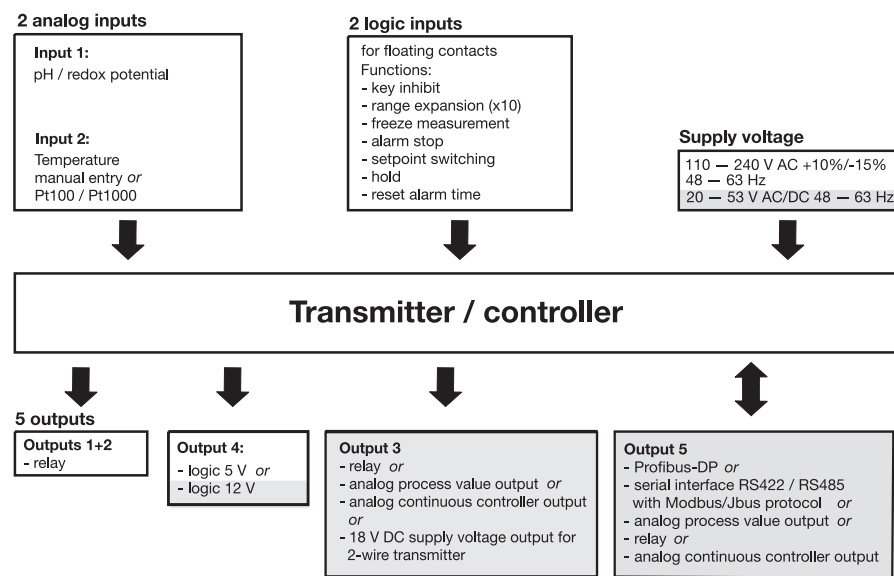 2 analog inputs
Input 1:
pH / redox potential
Input 2:
Temperature
manual entry or
Pt100 / Pt1000
2 logic inputs
for floating contacts
Functions:
- key inhibit
- range expansion (x10)
- freeze measurement
- alarm stop
- setpoint switching
- hold
- reset alarm time
Supply voltage
110 — 240 V AC +10%/-15%
48 — 63 Hz
20 — 53 V AC/DC 48 — 63 Hz
Transmitter / controller
5 outputs
Outputs 1+2
- relay
Output 4:
- logic 5 V or
- logic 12 V
Output 3
- relay or
- analog process value output or
- analog continuous controller output
or
- 18 V DC supply voltage output for
2-wire transmitter
Output 5
- Profibus-DP or
- serial interface RS422 / RS485
with Modbus/Jbus protocol or
- analog process value output or
- relay or
- analog continuous controller output